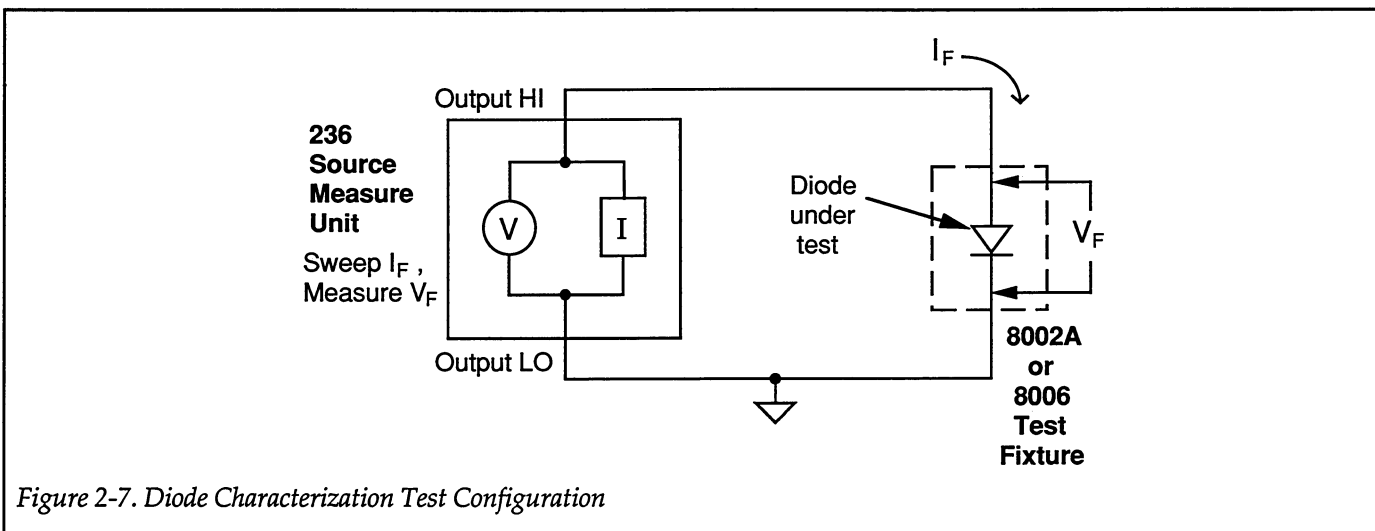 I_F
Output HI
236
Source
Measure
Unit
Sweep I_F ,
Measure V_F
V
I
Diode
under
test
V_F
Output LO
8002A
or
8006
Test
Fixture
Figure 2-7. Diode Characterization Test Configuration